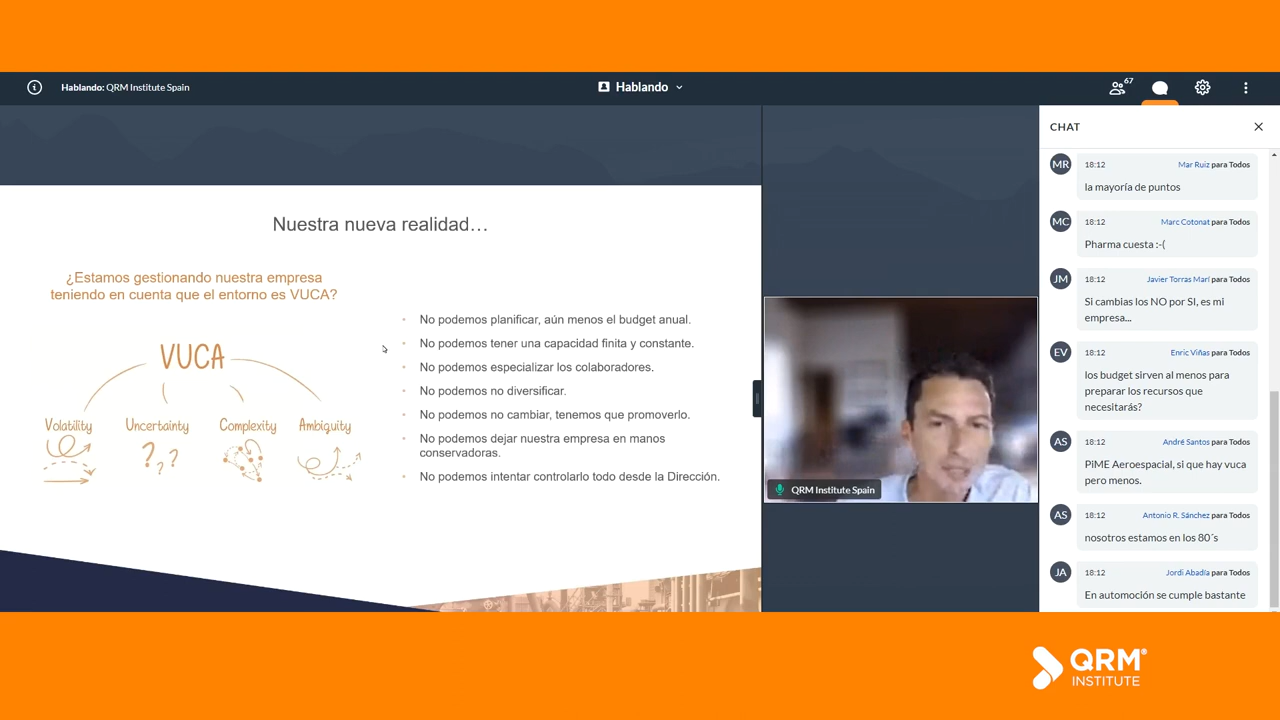 Hablando: QRM Institute Spain
Hablando
67
Nuestra nueva realidad…
¿Estamos gestionando nuestra empresa
teniendo en cuenta que el entorno es VUCA?
VUCA
Volatility
Uncertainty
Complexity
Ambiguity
? ? ?
No podemos planificar, aún menos el budget anual.
No podemos tener una capacidad finita y constante.
No podemos especializar los colaboradores.
No podemos no diversificar.
No podemos no cambiar, tenemos que promoverlo.
No podemos dejar nuestra empresa en manos
conservadoras.
No podemos intentar controlarlo todo desde la Dirección.
QRM Institute Spain
CHAT
MR
18:12 Mar Ruiz para Todos
la mayoría de puntos
MC
18:12 Marc Cotonat para Todos
Pharma cuesta :-(
JM
18:12 Javier Torras Marí para Todos
Si cambias los NO por SI, es mi
empresa...
EV
18:12 Enric Viñas para Todos
los budget sirven al menos para
preparar los recursos que
necesitarás?
AS
18:12 André Santos para Todos
PiME Aeroespacial, si que hay vuca
pero menos.
AS
18:12 Antonio R. Sánchez para Todos
nosotros estamos en los 80´s
JA
18:12 Jordi Abadía para Todos
En automoción se cumple bastante
QRM®
INSTITUTE